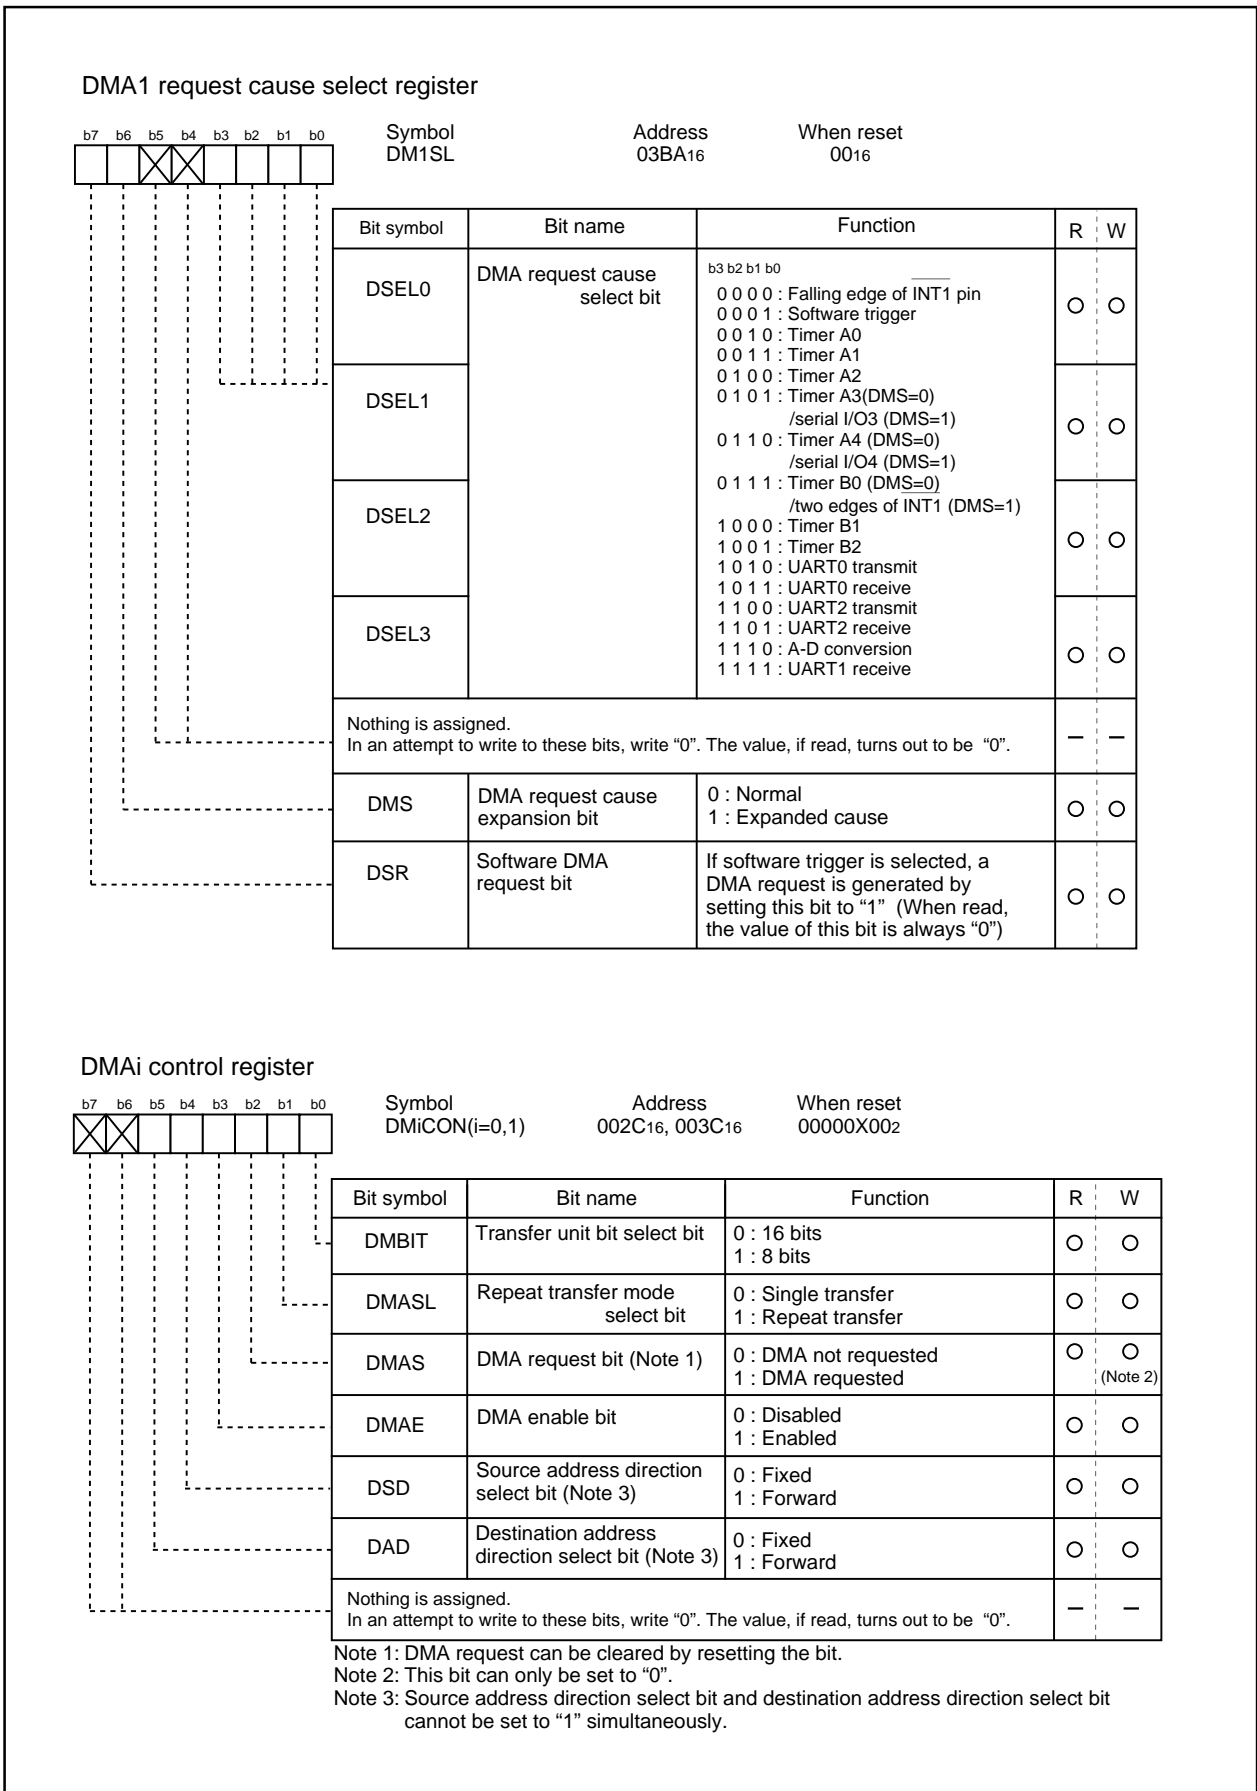 DMA1 request cause select register
b7 b6 b5 b4 b3 b2 b1 b0
Symbol Address When reset
DM1SL 03BA16 0016
Bit symbol Bit name Function R W
DSEL0
DMA request cause
select bit
b3 b2 b1 b0
0 0 0 0 : Falling edge of INT1 pin
0 0 0 1 : Software trigger
0 0 1 0 : Timer A0
0 0 1 1 : Timer A1
0 1 0 0 : Timer A2
0 1 0 1 : Timer A3(DMS=0)
/serial I/O3 (DMS=1)
0 1 1 0 : Timer A4 (DMS=0)
/serial I/O4 (DMS=1)
0 1 1 1 : Timer B0 (DMS=0)
/two edges of INT1 (DMS=1)
1 0 0 0 : Timer B1
1 0 0 1 : Timer B2
1 0 1 0 : UART0 transmit
1 0 1 1 : UART0 receive
1 1 0 0 : UART2 transmit
1 1 0 1 : UART2 receive
1 1 1 0 : A-D conversion
1 1 1 1 : UART1 receive
DSEL1
DSEL2
DSEL3
Nothing is assigned.
In an attempt to write to these bits, write “0”. The value, if read, turns out to be “0”.
DMS
DMA request cause
expansion bit
0 : Normal
1 : Expanded cause
DSR
Software DMA
request bit
If software trigger is selected, a
DMA request is generated by
setting this bit to “1” (When read,
the value of this bit is always “0”)
DMAi control register
b7 b6 b5 b4 b3 b2 b1 b0
Symbol Address When reset
DMiCON(i=0,1) 002C16, 003C16 00000X002
Bit symbol Bit name Function R W
DMBIT
Transfer unit bit select bit
0 : 16 bits
1 : 8 bits
DMASL
Repeat transfer mode
select bit
0 : Single transfer
1 : Repeat transfer
DMAS
DMA request bit (Note 1)
0 : DMA not requested
1 : DMA requested
(Note 2)
DMAE
DMA enable bit
0 : Disabled
1 : Enabled
DSD
Source address direction
select bit (Note 3)
0 : Fixed
1 : Forward
DAD
Destination address
direction select bit (Note 3)
0 : Fixed
1 : Forward
Nothing is assigned.
In an attempt to write to these bits, write “0”. The value, if read, turns out to be “0”.
Note 1: DMA request can be cleared by resetting the bit.
Note 2: This bit can only be set to “0”.
Note 3: Source address direction select bit and destination address direction select bit
cannot be set to “1” simultaneously.